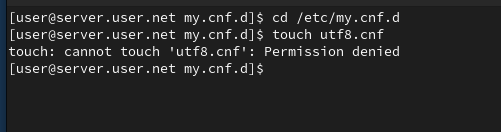 [user@server.user.net my.cnf.d]$ cd /etc/my.cnf.d
[user@server.user.net my.cnf.d]$ touch utf8.cnf
touch: cannot touch 'utf8.cnf': Permission denied
[user@server.user.net my.cnf.d]$